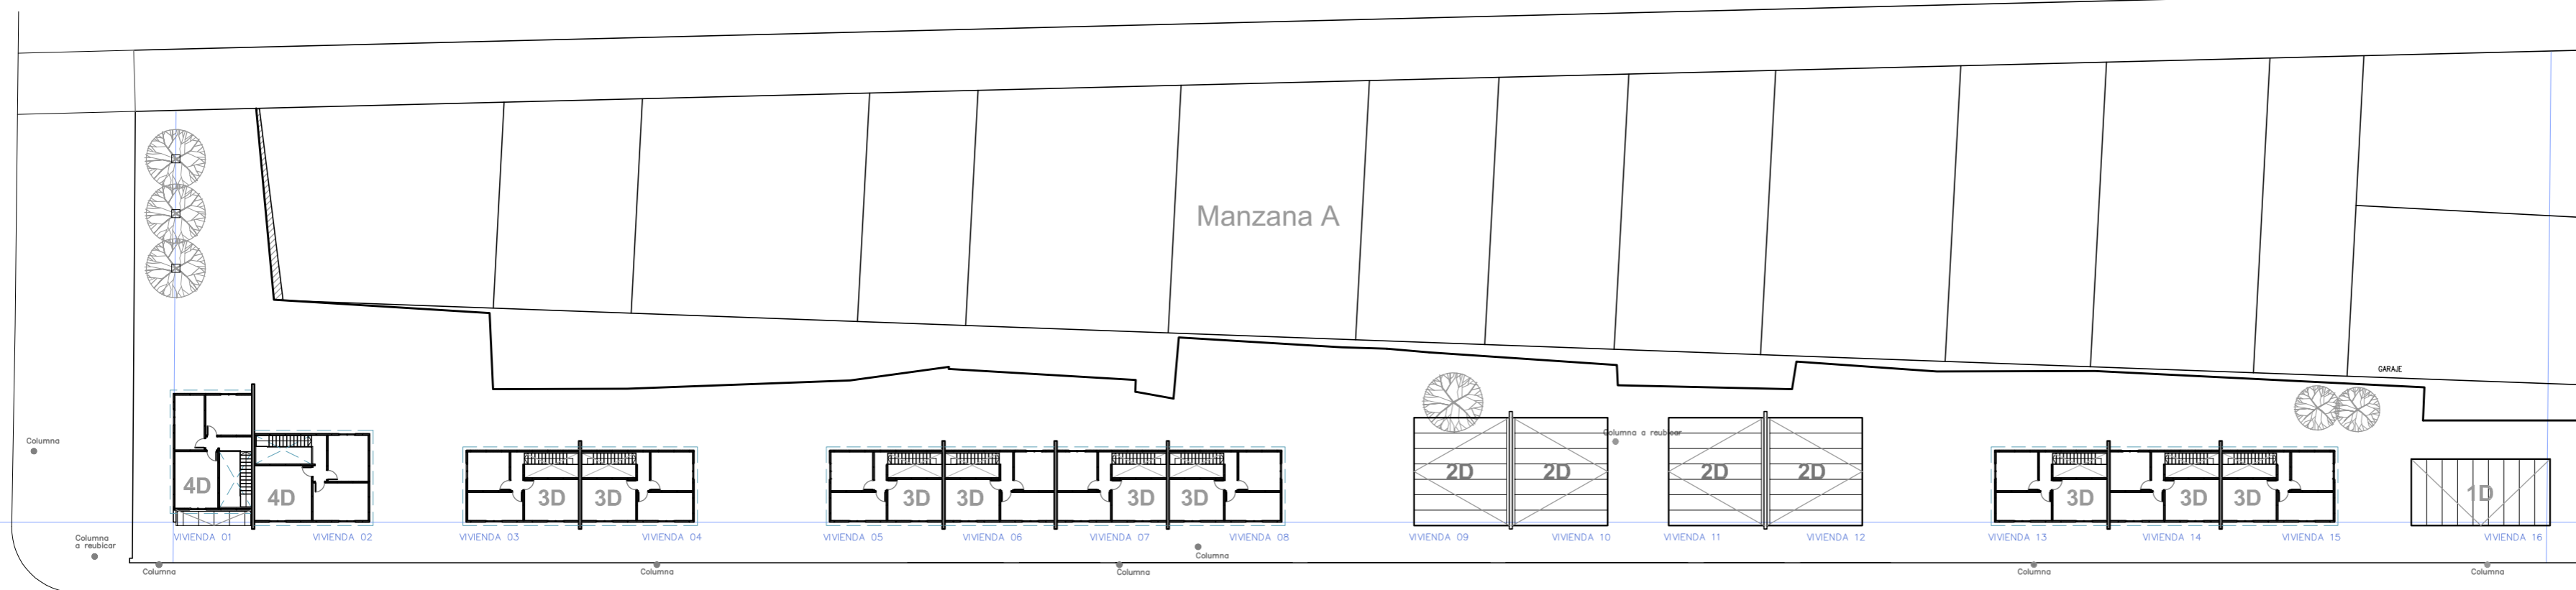 Manzana A
GARAJE
Columna
Columna a reubicar
4D
4D
3D
3D
3D
3D
3D
3D
2D
2D
2D
2D
3D
3D
3D
1D
VIVIENDA 01
VIVIENDA 02
VIVIENDA 03
VIVIENDA 04
VIVIENDA 05
VIVIENDA 06
VIVIENDA 07
VIVIENDA 08
VIVIENDA 09
VIVIENDA 10
VIVIENDA 11
VIVIENDA 12
VIVIENDA 13
VIVIENDA 14
VIVIENDA 15
VIVIENDA 16
Columna
a reubicar
Columna
Columna
Columna
Columna
Columna
Columna